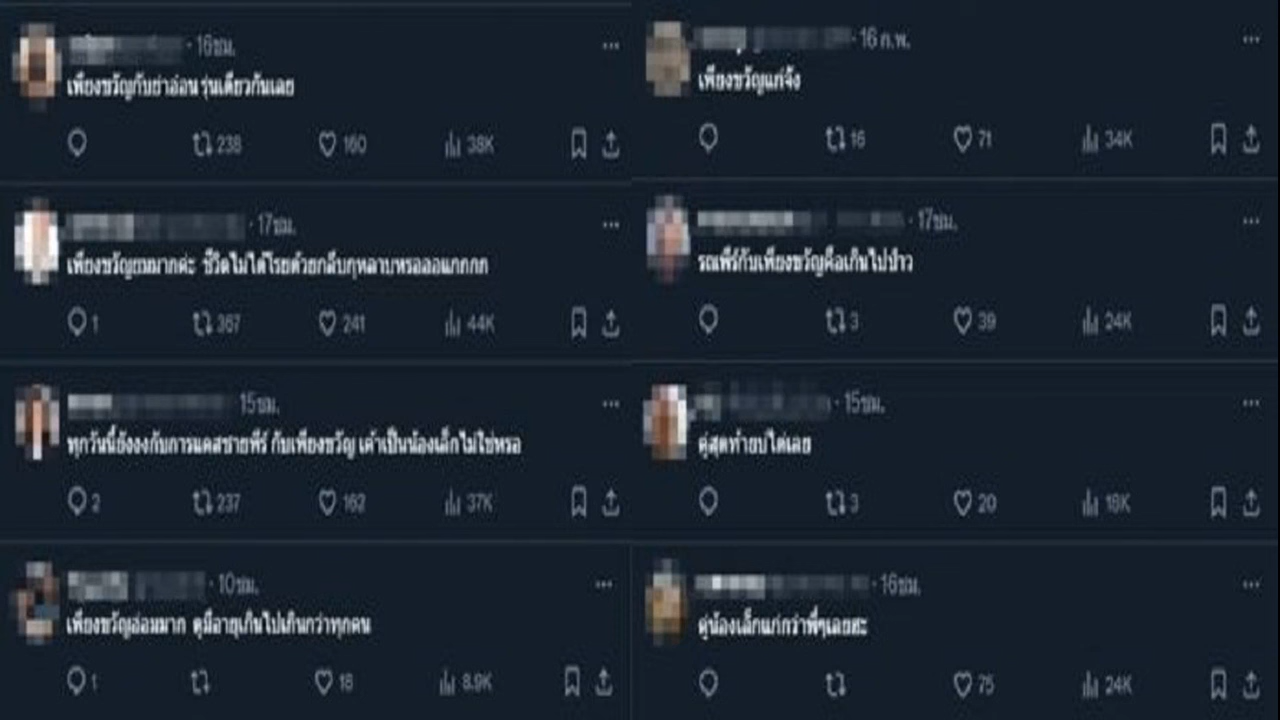 16ชม.
เพียงขวัญกับย่าอ่อน รุ่นเดียวกันเลย
238 160 38K
17ชม.
เพียงขวัญถมมากค่ะ ชีวิตไม่ได้โรยด้วยกลีบกุหลาบหรอออแกกกก
1 367 241 44K
15ชม.
ทุกวันนี้ยังงงกับการแคสชายพีร์ กับเพียงขวัญ เค้าเป็นน้องเล็กไม่ใช่หรอ
2 237 162 37K
10ชม.
เพียงขวัญอ่อมมาก ดูมีอายุเกินไปเกินกว่าทุกคน
1 18 8.9K
16 ก.พ.
เพียงขวัญแก่จัง
16 71 34K
17ชม.
รณพีร์กับเพียงขวัญคือเกินไปป่าว
3 39 24K
15ชม.
คู่สุดท้ายบ่ได้เลย
3 20 18K
16ชม.
คู่น้องเล็กแก่กว่าพี่ๆเลยฮะ
75 24K